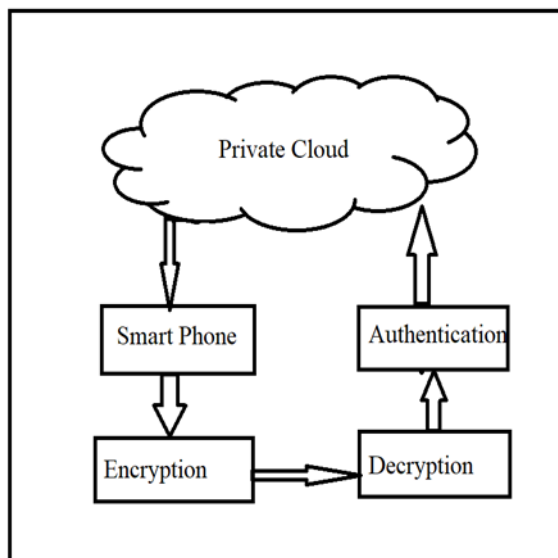 Private Cloud
Smart Phone
Authentication
Encryption
Decryption